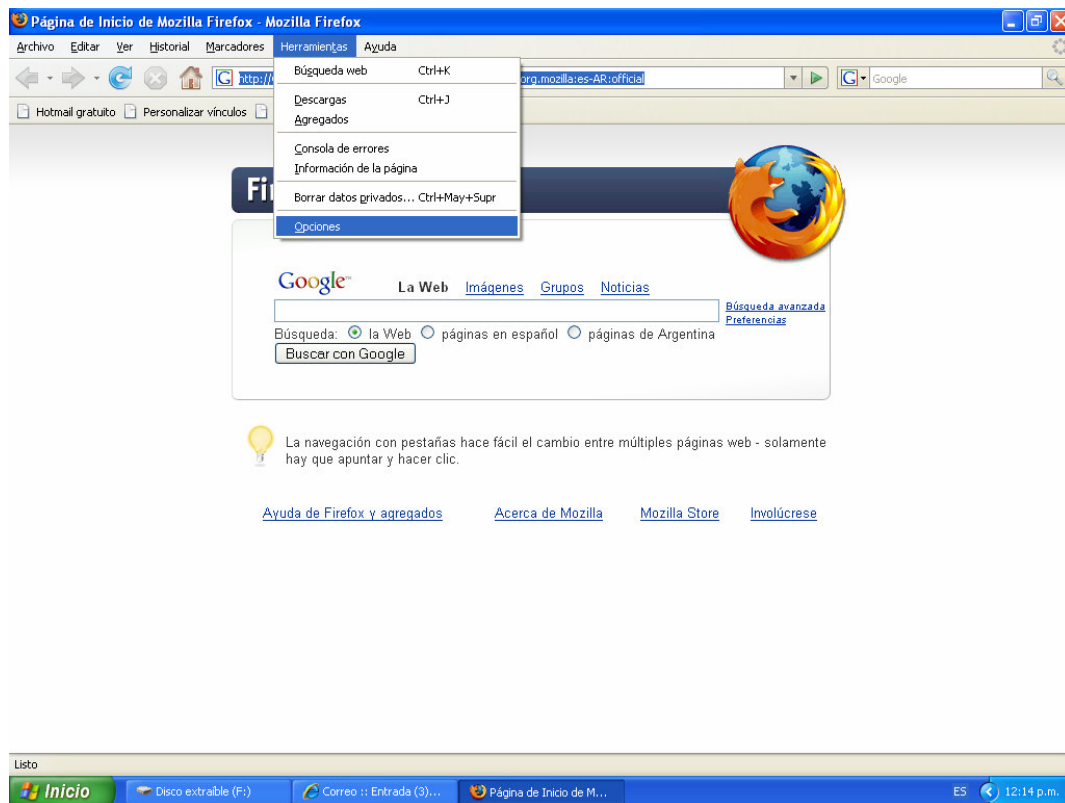 Página de Inicio de Mozilla Firefox - Mozilla Firefox
Archivo Editar Ver Historial Marcadores Herramientas Ayuda
http:// org.mozilla:es-AR:official Google
Hotmail gratuito Personalizar vínculos
Búsqueda web Ctrl+K
Descargas Ctrl+J
Agregados
Consola de errores
Información de la página
Borrar datos privados... Ctrl+May+Supr
Opciones
Fi
Google™ La Web Imágenes Grupos Noticias
Búsqueda avanzada
Preferencias
Búsqueda: la Web páginas en español páginas de Argentina
Buscar con Google
La navegación con pestañas hace fácil el cambio entre múltiples páginas web - solamente
hay que apuntar y hacer clic.
Ayuda de Firefox y agregados Acerca de Mozilla Mozilla Store Involúcrese
Listo
Inicio Disco extraíble (F:) Correo :: Entrada (3)... Página de Inicio de M... ES 12:14 p.m.